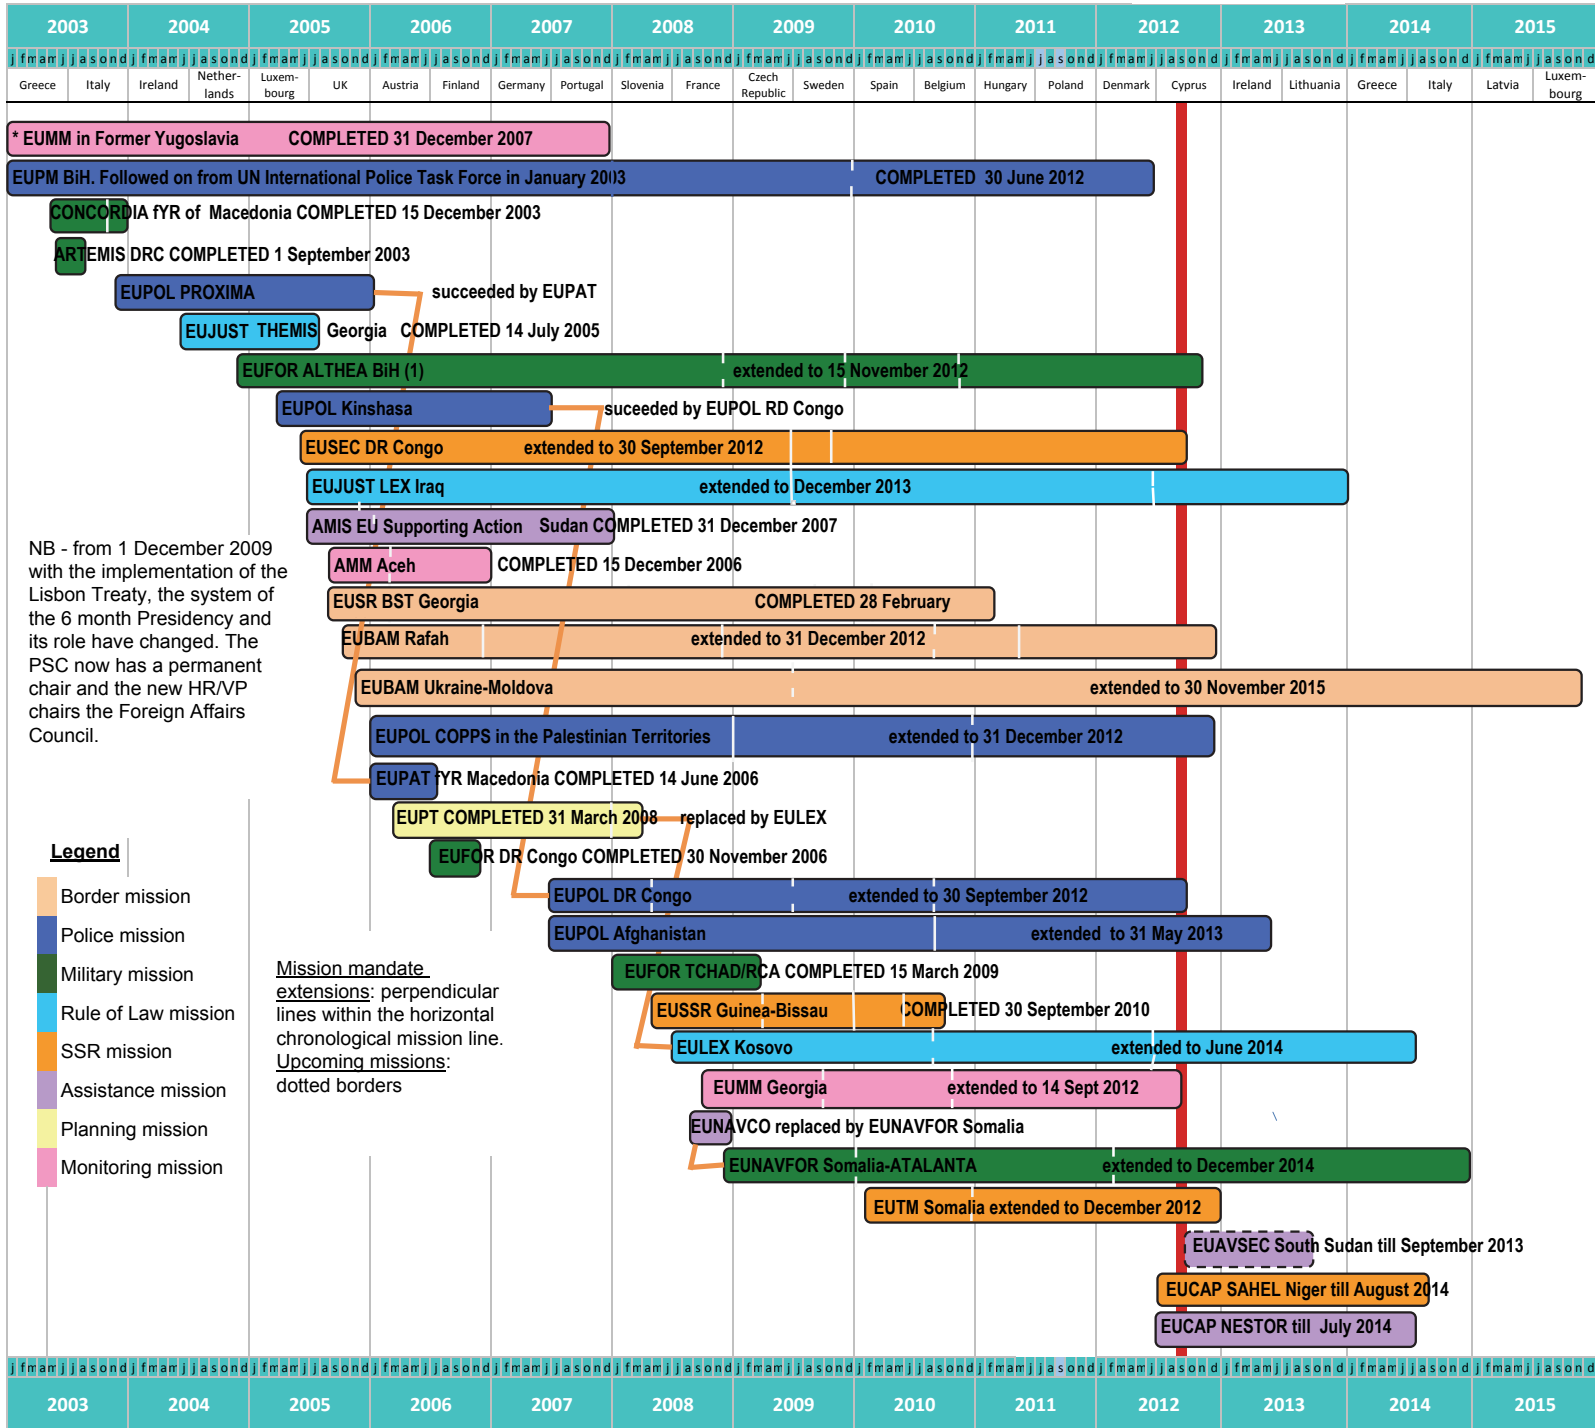 2003 2004 2005 2006 2007 2008 2009 2010 2011 2012 2013 2014 2015
j f m a m j j a s o n d j f m a m j j a s o n d j f m a m j j a s o n d j f m a m j j a s o n d j f m a m j j a s o n d j f m a m j j a s o n d j f m a m j j a s o n d j f m a m j j a s o n d j f m a m j j a s o n d j f m a m j j a s o n d j f m a m j j a s o n d j f m a m j j a s o n d j f m a m j j a s o n d
Greece Italy Ireland Nether-lands Luxem-bourg UK Austria Finland Germany Portugal Slovenia France Czech Republic Sweden Spain Belgium Hungary Poland Denmark Cyprus Ireland Lithuania Greece Italy Latvia Luxem-bourg
* EUMM in Former Yugoslavia COMPLETED 31 December 2007
EUPM BiH. Followed on from UN International Police Task Force in January 2003 COMPLETED 30 June 2012
CONCORDIA fYR of Macedonia COMPLETED 15 December 2003
ARTEMIS DRC COMPLETED 1 September 2003
EUPOL PROXIMA succeeded by EUPAT
EUJUST THEMIS Georgia COMPLETED 14 July 2005
EUFOR ALTHEA BiH (1) extended to 15 November 2012
EUPOL Kinshasa suceeded by EUPOL RD Congo
EUSEC DR Congo extended to 30 September 2012
EUJUST LEX Iraq extended to December 2013
AMIS EU Supporting Action Sudan COMPLETED 31 December 2007
AMM Aceh COMPLETED 15 December 2006
EUSR BST Georgia COMPLETED 28 February
EUBAM Rafah extended to 31 December 2012
EUBAM Ukraine-Moldova extended to 30 November 2015
EUPOL COPPS in the Palestinian Territories extended to 31 December 2012
EUPAT fYR Macedonia COMPLETED 14 June 2006
EUPT COMPLETED 31 March 2008 replaced by EULEX
EUFOR DR Congo COMPLETED 30 November 2006
EUPOL DR Congo extended to 30 September 2012
EUPOL Afghanistan extended to 31 May 2013
EUFOR TCHAD/RCA COMPLETED 15 March 2009
EUSSR Guinea-Bissau COMPLETED 30 September 2010
EULEX Kosovo extended to June 2014
EUMM Georgia extended to 14 Sept 2012
EUNAVCO replaced by EUNAVFOR Somalia
EUNAVFOR Somalia-ATALANTA extended to December 2014
EUTM Somalia extended to December 2012
EUAVSEC South Sudan till September 2013
EUCAP SAHEL Niger till August 2014
EUCAP NESTOR till July 2014
NB - from 1 December 2009
with the implementation of the
Lisbon Treaty, the system of
the 6 month Presidency and
its role have changed. The
PSC now has a permanent
chair and the new HR/VP
chairs the Foreign Affairs
Council.
Legend
Border mission
Police mission
Military mission
Rule of Law mission
SSR mission
Assistance mission
Planning mission
Monitoring mission
Mission mandate
extensions: perpendicular
lines within the horizontal
chronological mission line.
Upcoming missions:
dotted borders
j f m a m j j a s o n d j f m a m j j a s o n d j f m a m j j a s o n d j f m a m j j a s o n d j f m a m j j a s o n d j f m a m j j a s o n d j f m a m j j a s o n d j f m a m j j a s o n d j f m a m j j a s o n d j f m a m j j a s o n d j f m a m j j a s o n d j f m a m j j a s o n d j f m a m j j a s o n d
2003 2004 2005 2006 2007 2008 2009 2010 2011 2012 2013 2014 2015